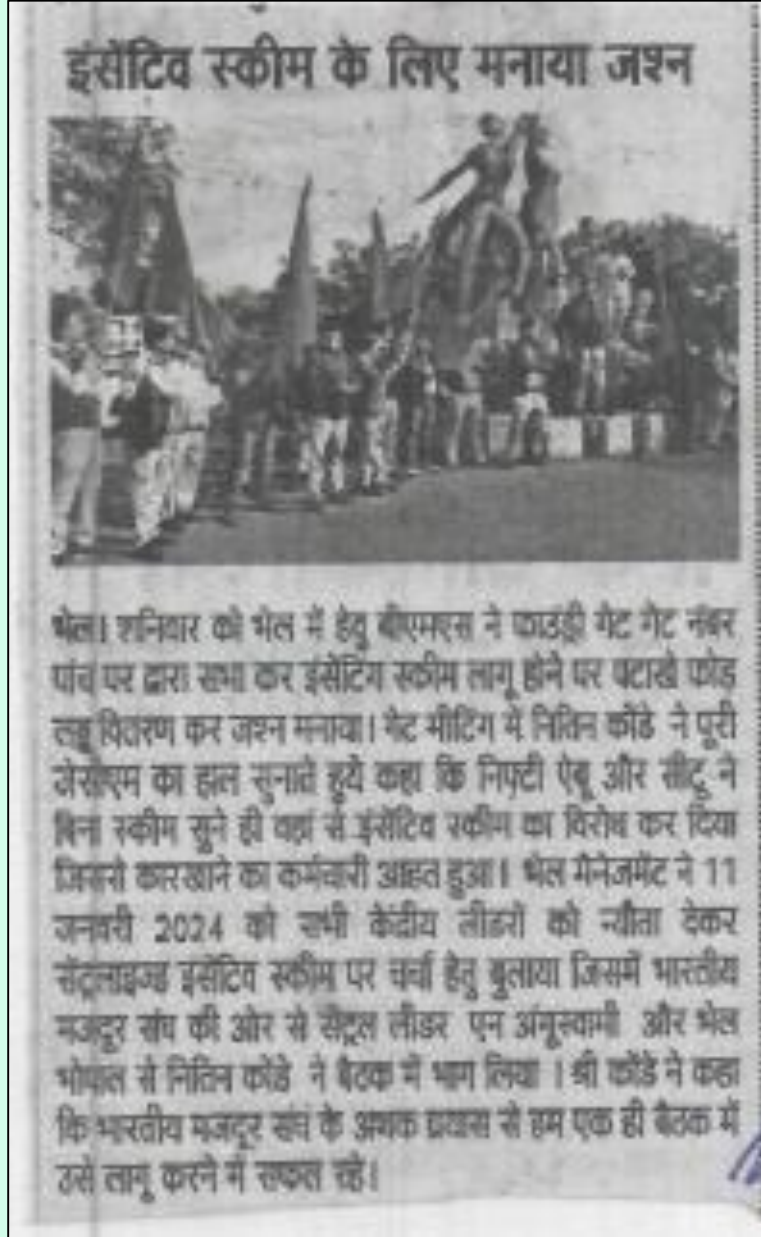 इंसेंटिव स्कीम के लिए मनाया जश्न
भेल। शनिवार को भेल में हेतु बीएमएस ने फाउंड्री गेट गेट नंबर
पांच पर द्वारा सभा कर इंसेंटिव स्कीम लागू होने पर पटाखे फोड़
लड्डू वितरण कर जश्न मनाया। गेट मीटिंग में नितिन कोंडे ने पूरी
जेसीएम का हाल सुनाते हुये कहा कि निफ्टी ऐबू और सीटू ने
बिना स्कीम सुने ही वहां से इंसेंटिव स्कीम का विरोध कर दिया
जिससे कारखाने का कर्मचारी आहत हुआ। भेल मैनेजमेंट ने 11
जनवरी 2024 को सभी केंद्रीय लीडरों को न्यौता देकर
सेंट्रलाइज्ड इंसेंटिव स्कीम पर चर्चा हेतु बुलाया जिसमें भारतीय
मजदूर संघ की ओर से सेंट्रल लीडर एन अंगूस्वामी और भेल
भोपाल से नितिन कोंडे ने बैठक में भाग लिया । श्री कोंडे ने कहा
कि भारतीय मजदूर संघ के अथक प्रयास से हम एक ही बैठक में
उसे लागू करने में सफल रहे।